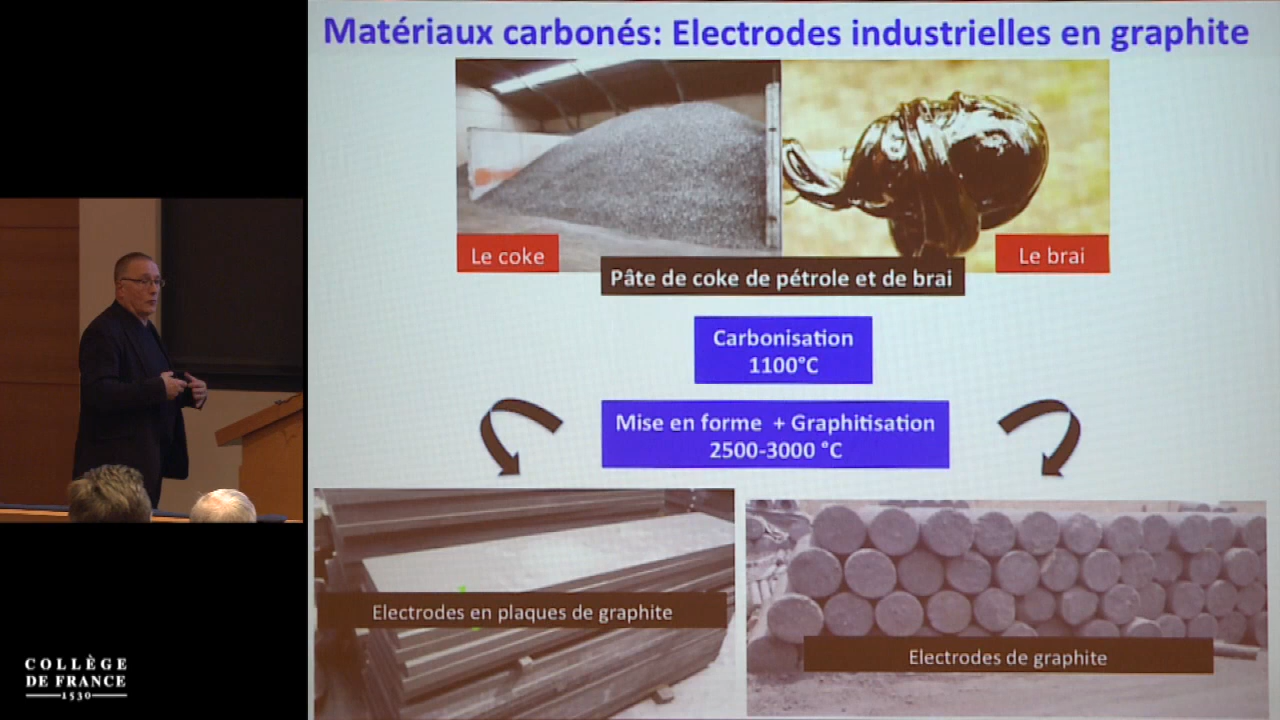 Matériaux carbonés: Electrodes industrielles en graphite
Le coke
Le brai
Pâte de coke de pétrole et de brai
Carbonisation
1100°C
Mise en forme + Graphitisation
2500-3000 °C
Electrodes en plaques de graphite
Electrodes de graphite
COLLÈGE
DE FRANCE
1530